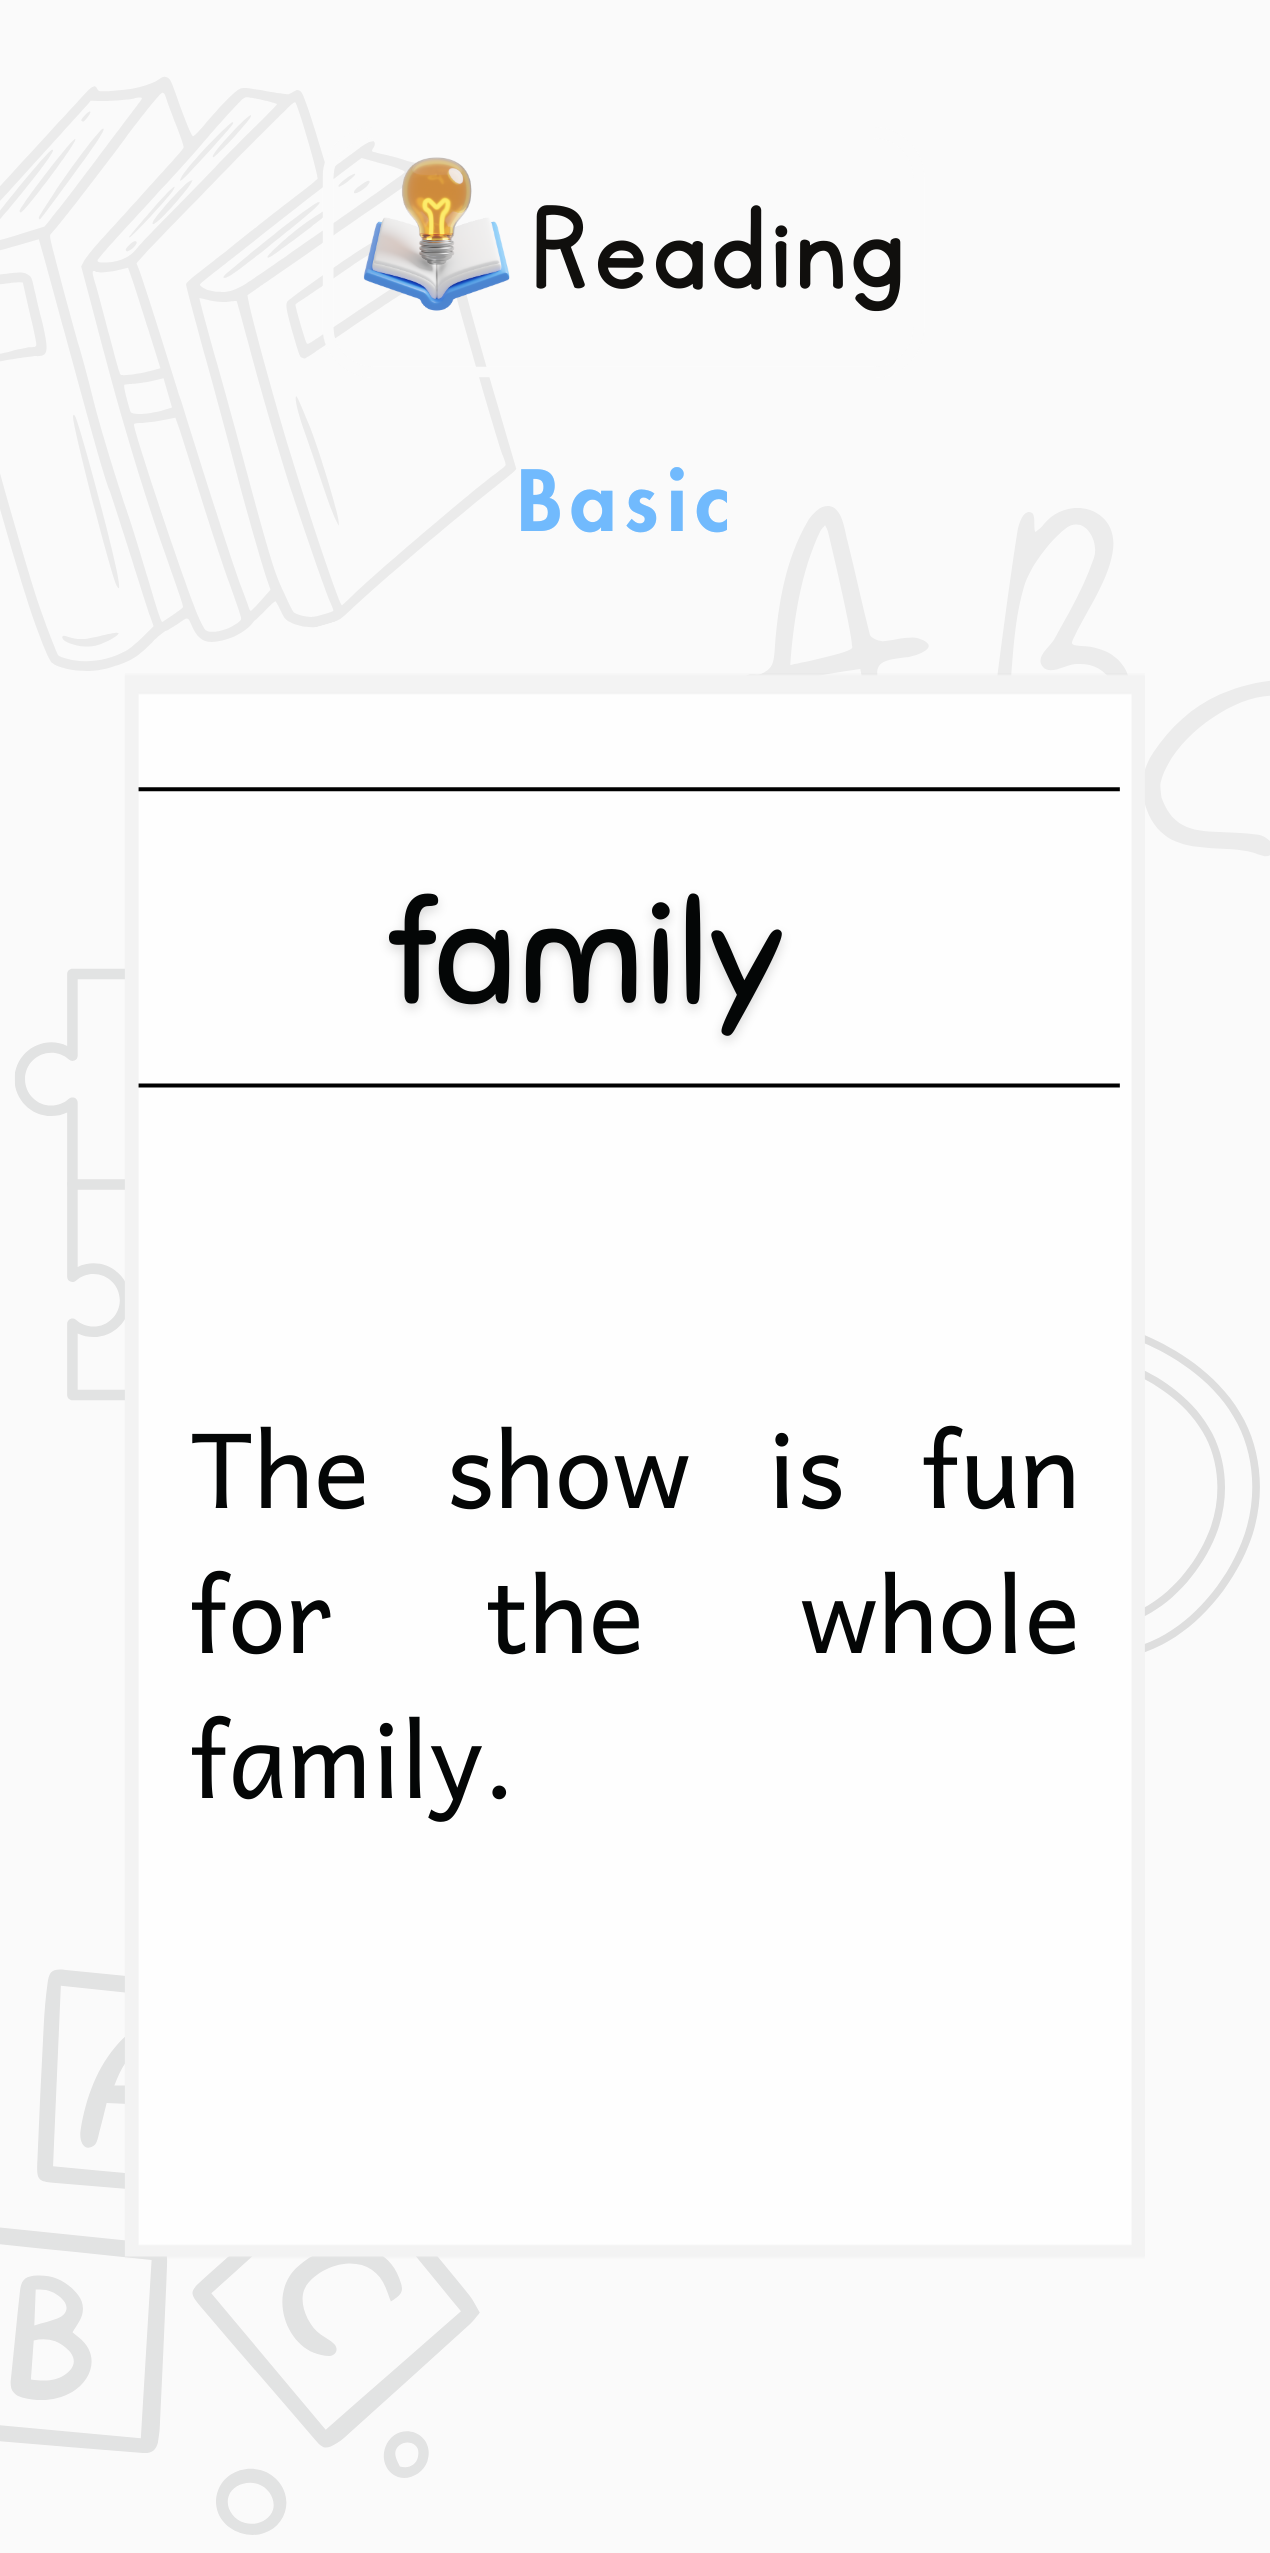 Reading
Basic
A B
C
family
The show is fun
for the whole
family.
A
B
C